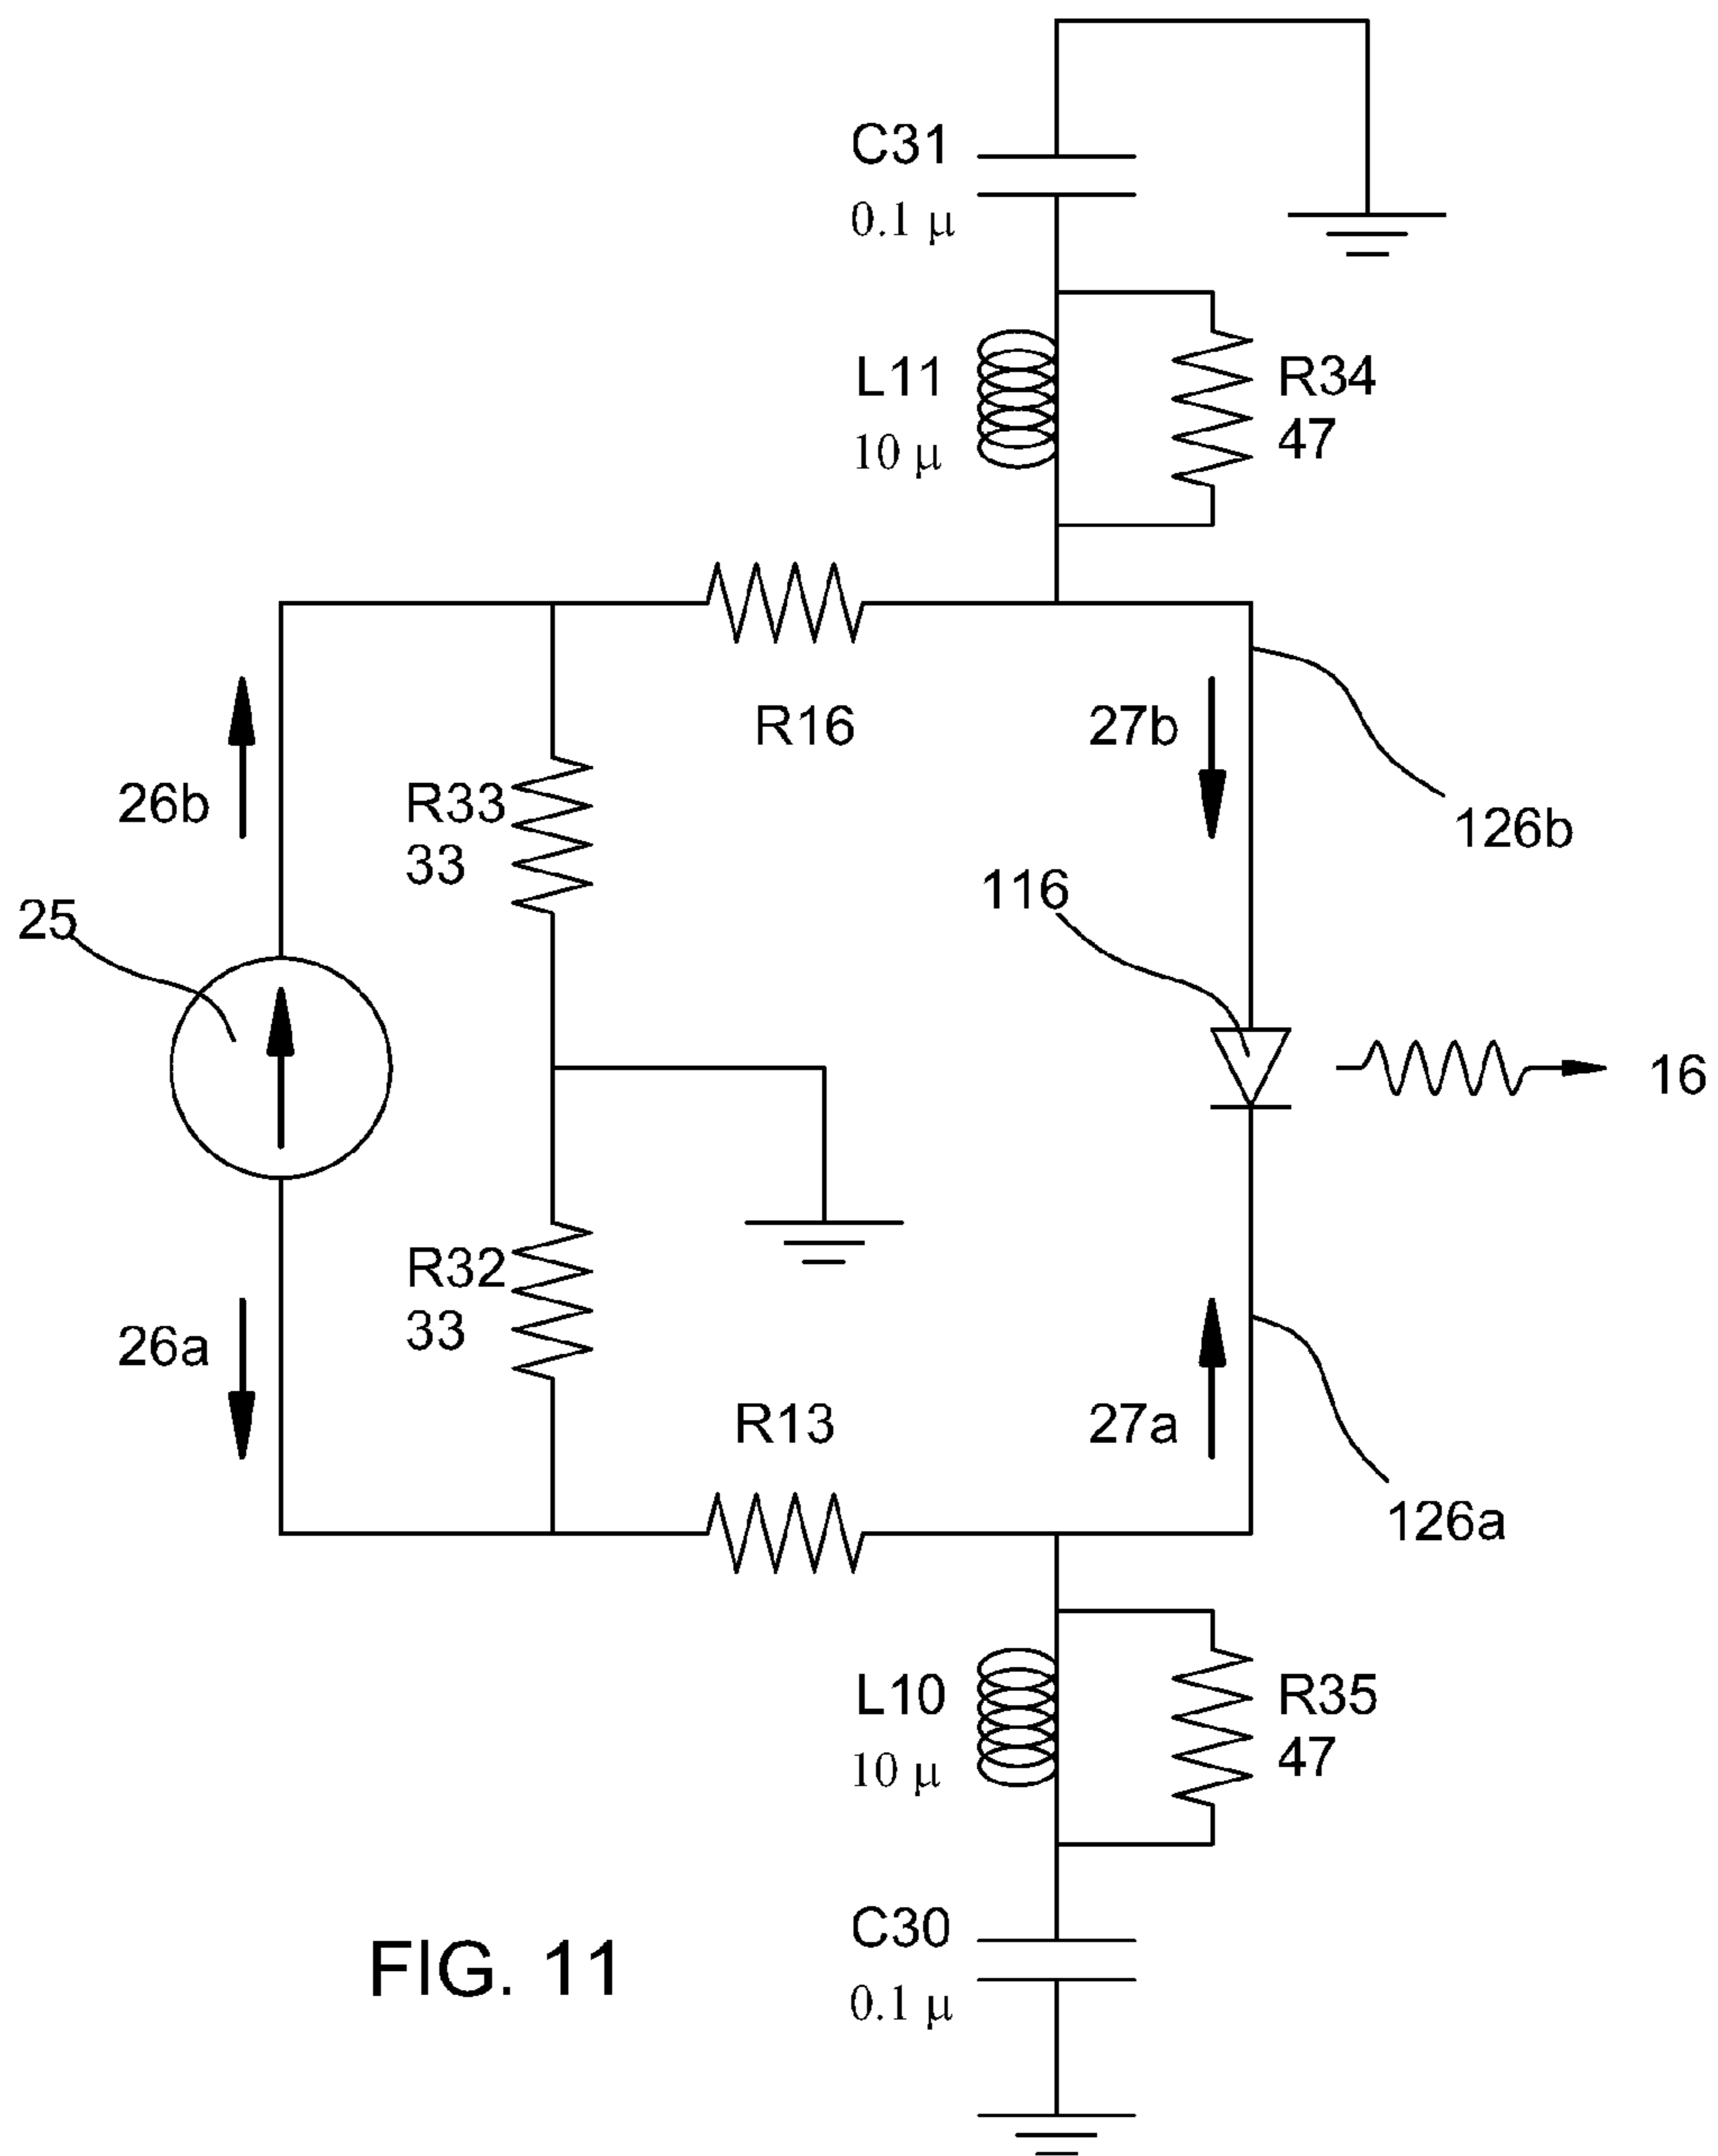 C31
0.1 μ
L11
10 μ
R34
47
R16
27b
26b
R33
33
126b
116
25
16
R32
33
26a
R13
27a
126a
L10
10 μ
R35
47
C30
0.1 μ
FIG. 11